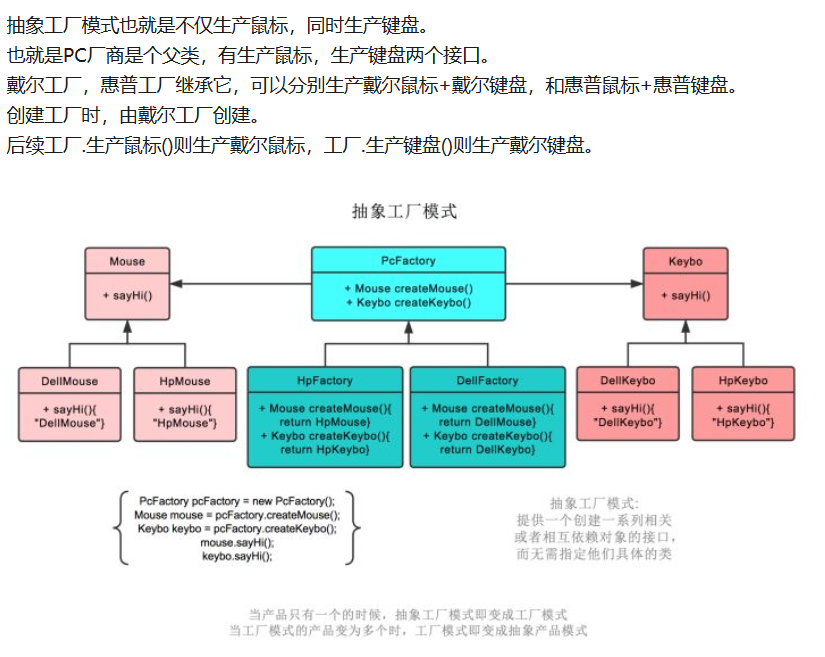 抽象工厂模式也就是不仅生产鼠标，同时生产键盘。
也就是PC厂商是个父类，有生产鼠标，生产键盘两个接口。
戴尔工厂，惠普工厂继承它，可以分别生产戴尔鼠标+戴尔键盘，和惠普鼠标+惠普键盘。
创建工厂时，由戴尔工厂创建。
后续工厂.生产鼠标()则生产戴尔鼠标，工厂.生产键盘()则生产戴尔键盘。
抽象工厂模式
Mouse
+ sayHi()
PcFactory
+ Mouse createMouse()
+ Keybo createKeybo()
Keybo
+ sayHi()
DellMouse
+ sayHi(){
"DellMouse"}
HpMouse
+ sayHi(){
"HpMouse"}
HpFactory
+ Mouse createMouse(){
return HpMouse}
+ Keybo createKeybo(){
return HpKeybo}
DellFactory
+ Mouse createMouse(){
return DellMouse}
+ Keybo createKeybo(){
return DellKeybo}
DellKeybo
+ sayHi(){
"DellKeybo"}
HpKeybo
+ sayHi(){
"HpKeybo"}
PcFactory pcFactory = new PcFactory();
Mouse mouse = pcFactory.createMouse();
Keybo keybo = pcFactory.createKeybo();
mouse.sayHi();
keybo.sayHi();
抽象工厂模式:
提供一个创建一系列相关
或者相互依赖对象的接口，
而无需指定他们具体的类
当产品只有一个的时候，抽象工厂模式即变成工厂模式
当工厂模式的产品变为多个时，工厂模式即变成抽象产品模式